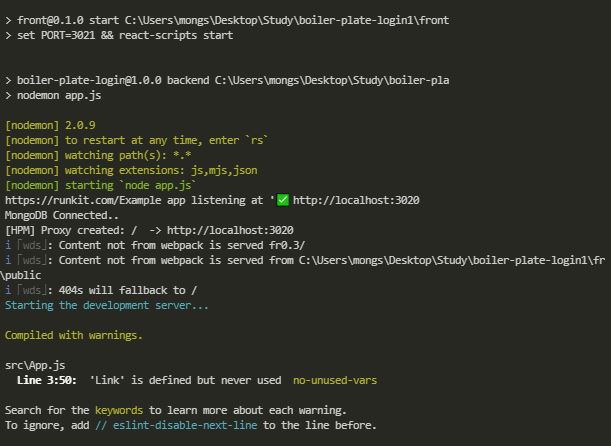 > front@0.1.0 start C:\Users\mongs\Desktop\Study\boiler-plate-login1\front
> set PORT=3021 && react-scripts start
> boiler-plate-login@1.0.0 backend C:\Users\mongs\Desktop\Study\boiler-pla
> nodemon app.js
[nodemon] 2.0.9
[nodemon] to restart at any time, enter `rs`
[nodemon] watching path(s): *.*
[nodemon] watching extensions: js,mjs,json
[nodemon] starting `node app.js`
https://runkit.com/Example app listening at '✅ http://localhost:3020
MongoDB Connected..
[HPM] Proxy created: /  -> http://localhost:3020
i ｢wds｣: Content not from webpack is served fr0.3/
i ｢wds｣: Content not from webpack is served from C:\Users\mongs\Desktop\Study\boiler-plate-login1\fr
\public
i ｢wds｣: 404s will fallback to /
Starting the development server...
Compiled with warnings.
src\App.js
Line 3:50:  'Link' is defined but never used  no-unused-vars
Search for the keywords to learn more about each warning.
To ignore, add // eslint-disable-next-line to the line before.